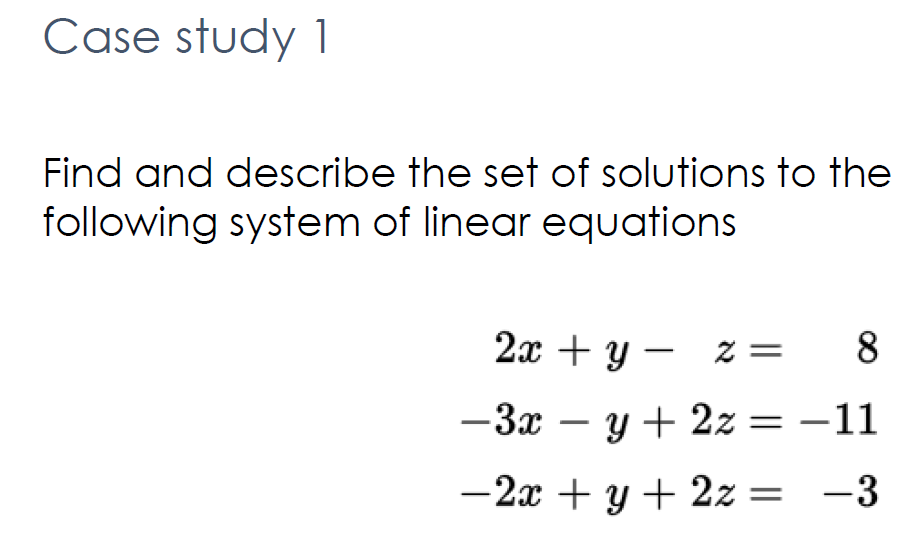 Case study 1
Find and describe the set of solutions to the
following system of linear equations
2x + y − z = 8
−3x − y + 2z = −11
−2x + y + 2z = −3